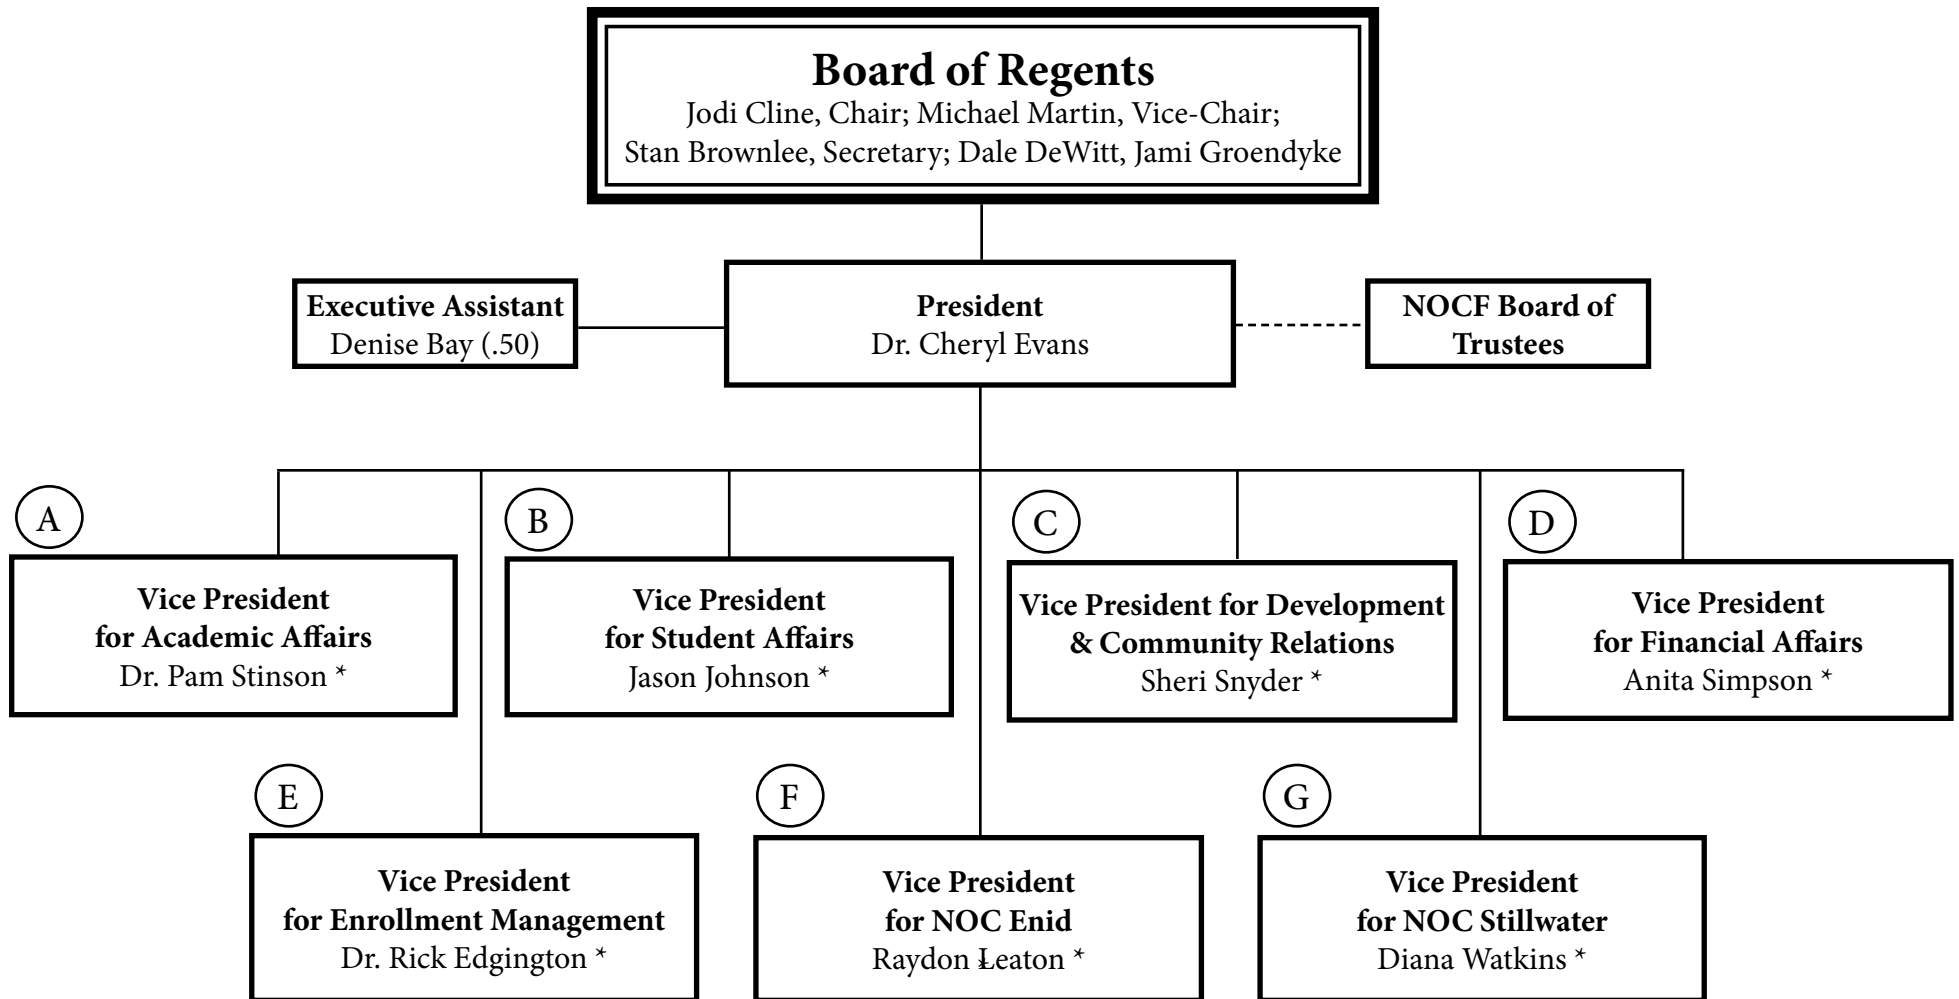 Board of Regents
Jodi Cline, Chair; Michael Martin, Vice-Chair;
Stan Brownlee, Secretary; Dale DeWitt, Jami Groendyke
Executive Assistant
Denise Bay (.50)
President
Dr. Cheryl Evans
NOCF Board of
Trustees
A
Vice President
for Academic Affairs
Dr. Pam Stinson *
B
Vice President
for Student Affairs
Jason Johnson *
C
Vice President for Development
& Community Relations
Sheri Snyder *
D
Vice President
for Financial Affairs
Anita Simpson *
E
Vice President
for Enrollment Management
Dr. Rick Edgington *
F
Vice President
for NOC Enid
Raydon Leaton *
G
Vice President
for NOC Stillwater
Diana Watkins *